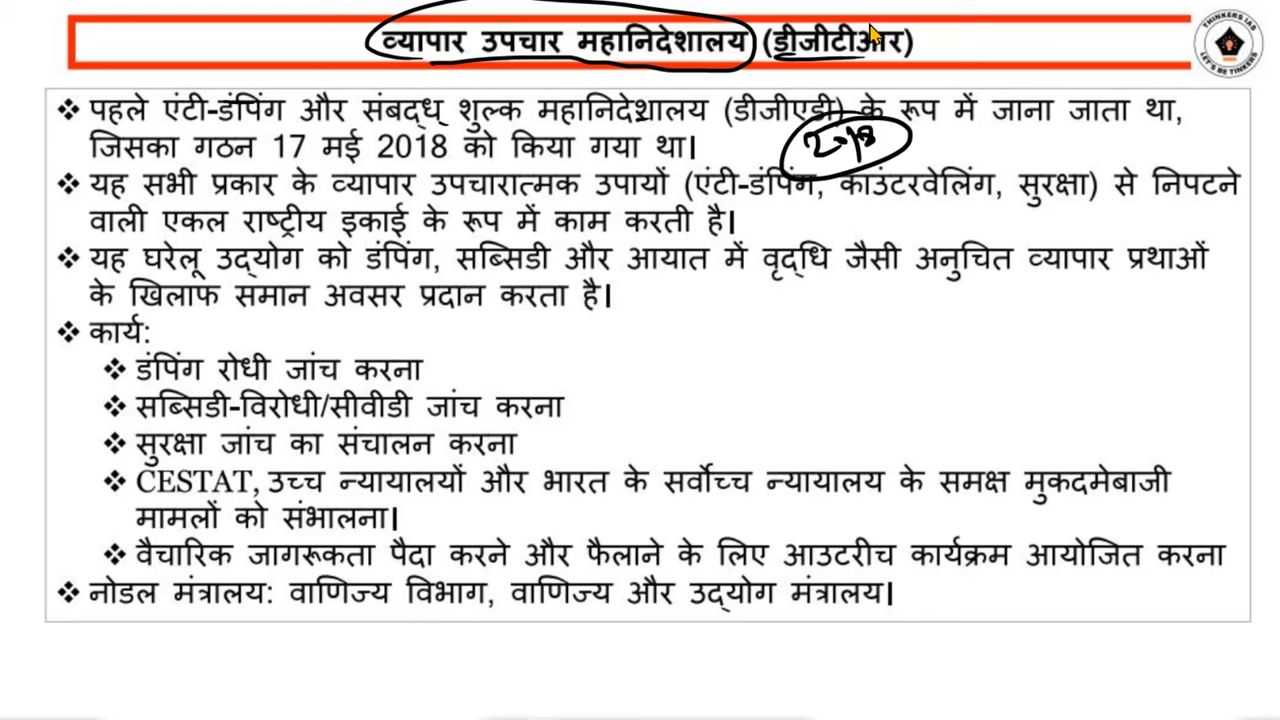 व्यापार उपचार महानिदेशालय (डीजीटीआर)
THINKERS IAS
LET'S BE TINKERS
❖ पहले एंटी-डंपिंग और संबद्ध शुल्क महानिदेशालय (डीजीएडी) के रूप में जाना जाता था,
जिसका गठन 17 मई 2018 को किया गया था।
2018
❖ यह सभी प्रकार के व्यापार उपचारात्मक उपायों (एंटी-डंपिंग, काउंटरवेलिंग, सुरक्षा) से निपटने
वाली एकल राष्ट्रीय इकाई के रूप में काम करती है।
❖ यह घरेलू उद्योग को डंपिंग, सब्सिडी और आयात में वृद्धि जैसी अनुचित व्यापार प्रथाओं
के खिलाफ समान अवसर प्रदान करता है।
❖ कार्य:
❖ डंपिंग रोधी जांच करना
❖ सब्सिडी-विरोधी/सीवीडी जांच करना
❖ सुरक्षा जांच का संचालन करना
❖ CESTAT, उच्च न्यायालयों और भारत के सर्वोच्च न्यायालय के समक्ष मुकदमेबाजी
मामलों को संभालना।
❖ वैचारिक जागरूकता पैदा करने और फैलाने के लिए आउटरीच कार्यक्रम आयोजित करना
❖ नोडल मंत्रालय: वाणिज्य विभाग, वाणिज्य और उद्योग मंत्रालय।